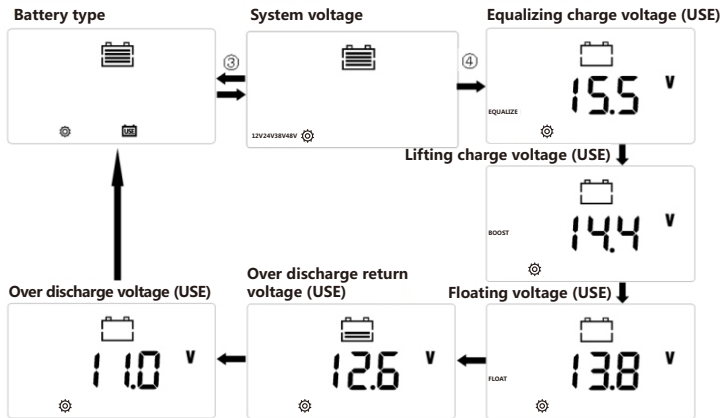 Battery type
System voltage
Equalizing charge voltage (USE)
③
④
USE
12V24V38V48V
EQUALIZE
15.5 V
Lifting charge voltage (USE)
BOOST
14.4 V
Over discharge voltage (USE)
Over discharge return
voltage (USE)
Floating voltage (USE)
11.0 V
12.6 V
FLOAT
13.8 V